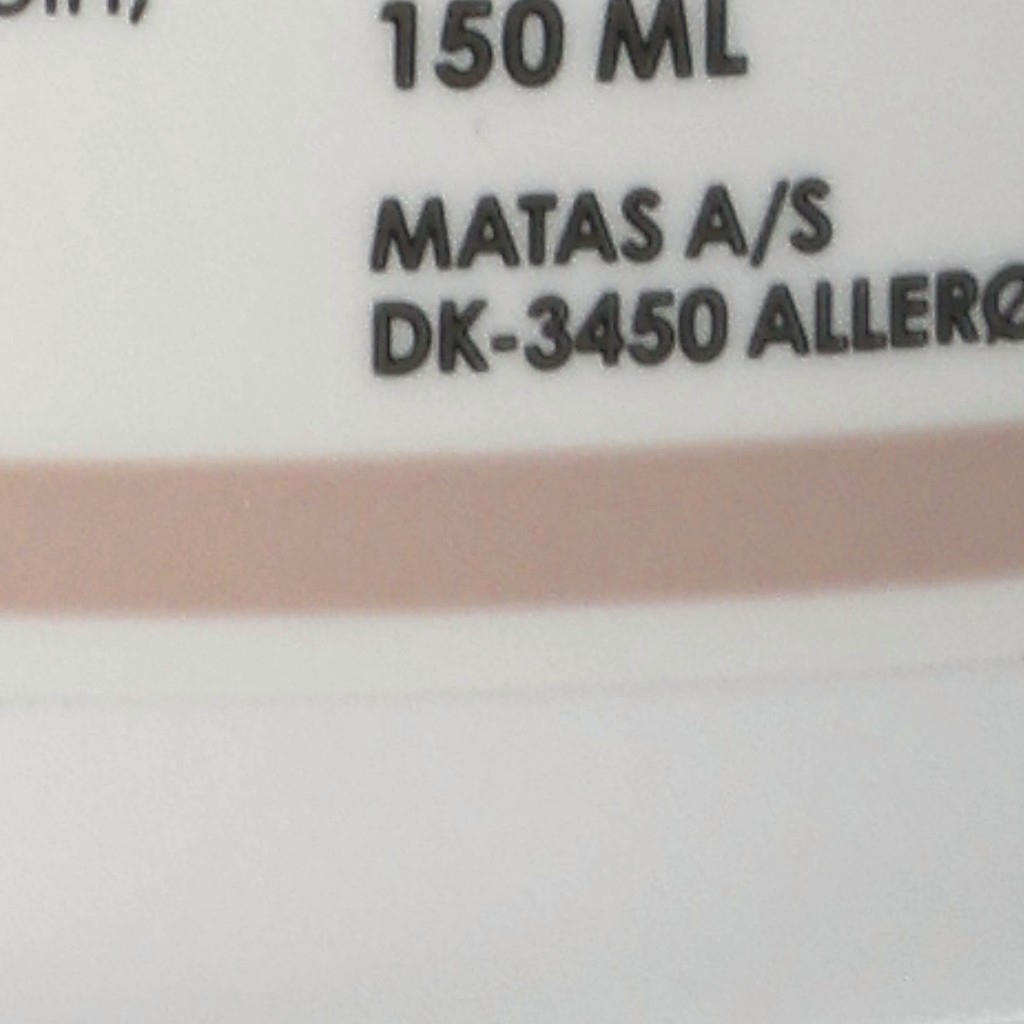 150 ML
MATAS A/S
DK-3450 ALLERØ